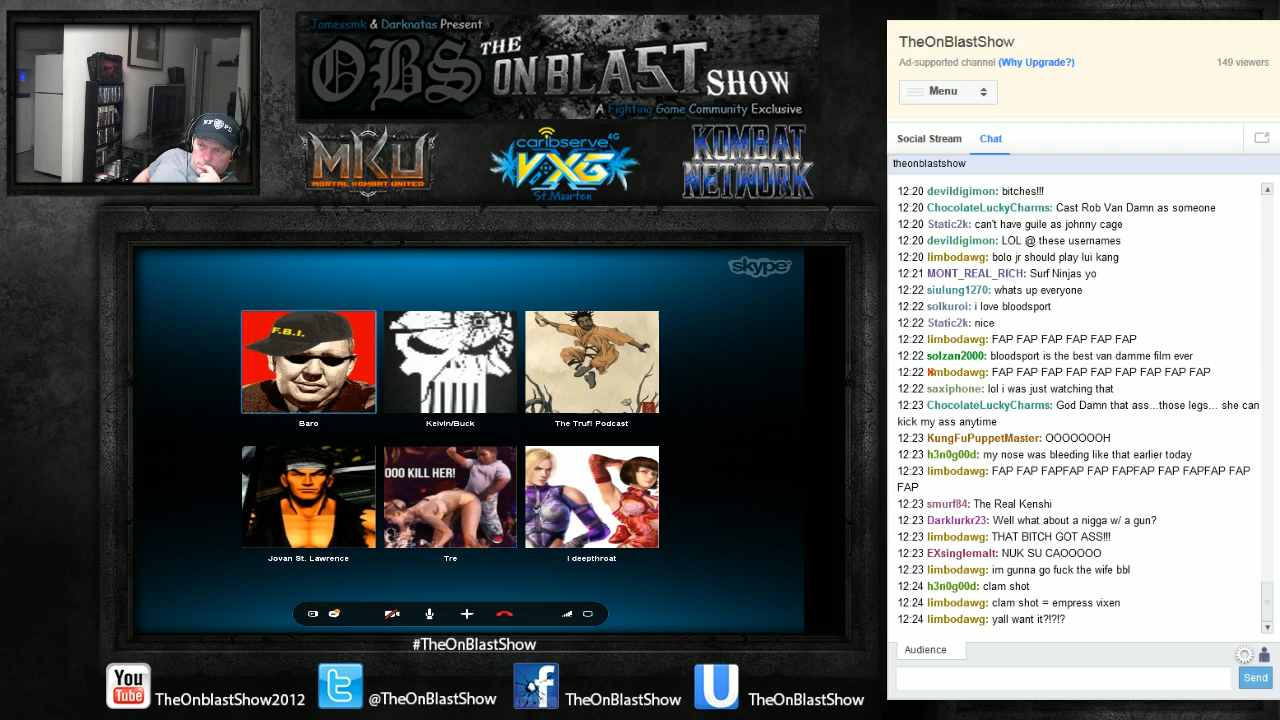 Jamessmk & Darknatas Present
OBS THE ON BLAST SHOW
A Fighting Game Community Exclusive
MKU
MORTAL KOMBAT UNITED
caribserve 4G
VXG
St.Maarten
KOMBAT
NETWORK
NYPD
skype
F.B.I.
Baro
Kelvin/Buck
The Truf! Podcast
OOO KILL HER!
Jovan St. Lawrence
Tre
I deepthroat
#TheOnBlastShow
You
Tube
TheOnblastShow2012
@TheOnBlastShow
TheOnBlastShow
TheOnBlastShow
TheOnBlastShow
Ad-supported channel (Why Upgrade?)
149 viewers
Menu
Social Stream
Chat
theonblastshow
12:20 devildigimon: bitches!!!
12:20 ChocolateLuckyCharms: Cast Rob Van Damn as someone
12:20 Static2k: can't have guile as johnny cage
12:20 devildigimon: LOL @ these usernames
12:20 limbodawg: bolo jr should play lui kang
12:21 MONT_REAL_RICH: Surf Ninjas yo
12:22 siulung1270: whats up everyone
12:22 solkuroi: i love bloodsport
12:22 Static2k: nice
12:22 limbodawg: FAP FAP FAP FAP FAP FAP
12:22 solzan2000: bloodsport is the best van damme film ever
12:22 limbodawg: FAP FAP FAP FAP FAP FAP FAP FAP FAP
12:22 saxiphone: lol i was just watching that
12:23 ChocolateLuckyCharms: God Damn that ass...those legs... she can
kick my ass anytime
12:23 KungFuPuppetMaster: OOOOOOOH
12:23 h3n0g00d: my nose was bleeding like that earlier today
12:23 limbodawg: FAP FAP FAPFAP FAP FAPFAP FAP FAPFAP FAP
FAP
12:23 smurf84: The Real Kenshi
12:23 Darklurkr23: Well what about a nigga w/ a gun?
12:23 limbodawg: THAT BITCH GOT ASS!!!
12:23 EXsinglemalt: NUK SU CAOOOOO
12:23 limbodawg: im gunna go fuck the wife bbl
12:24 h3n0g00d: clam shot
12:24 limbodawg: clam shot = empress vixen
12:24 limbodawg: yall want it?!?!?
Audience
Send